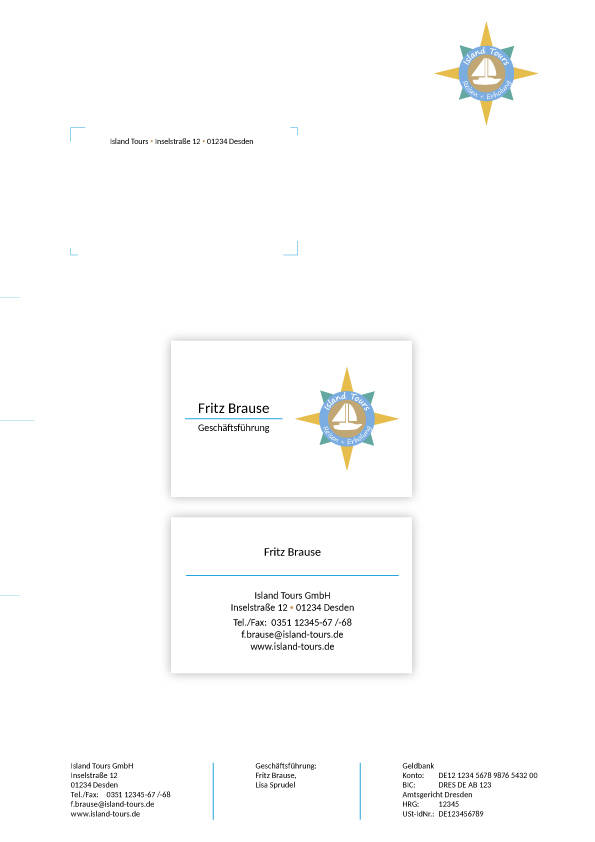 Island Tours
Reisen + Erholung
Island Tours • Inselstraße 12 • 01234 Desden
Fritz Brause
Geschäftsführung
Island Tours
Reisen + Erholung
Fritz Brause
Island Tours GmbH
Inselstraße 12 • 01234 Desden
Tel./Fax: 0351 12345-67 /-68
f.brause@island-tours.de
www.island-tours.de
Island Tours GmbH
Inselstraße 12
01234 Desden
Tel./Fax: 0351 12345-67 /-68
f.brause@island-tours.de
www.island-tours.de
Geschäftsführung:
Fritz Brause,
Lisa Sprudel
Geldbank
Konto: DE12 1234 5678 9876 5432 00
BIC: DRES DE AB 123
Amtsgericht Dresden
HRG: 12345
USt-IdNr.: DE123456789